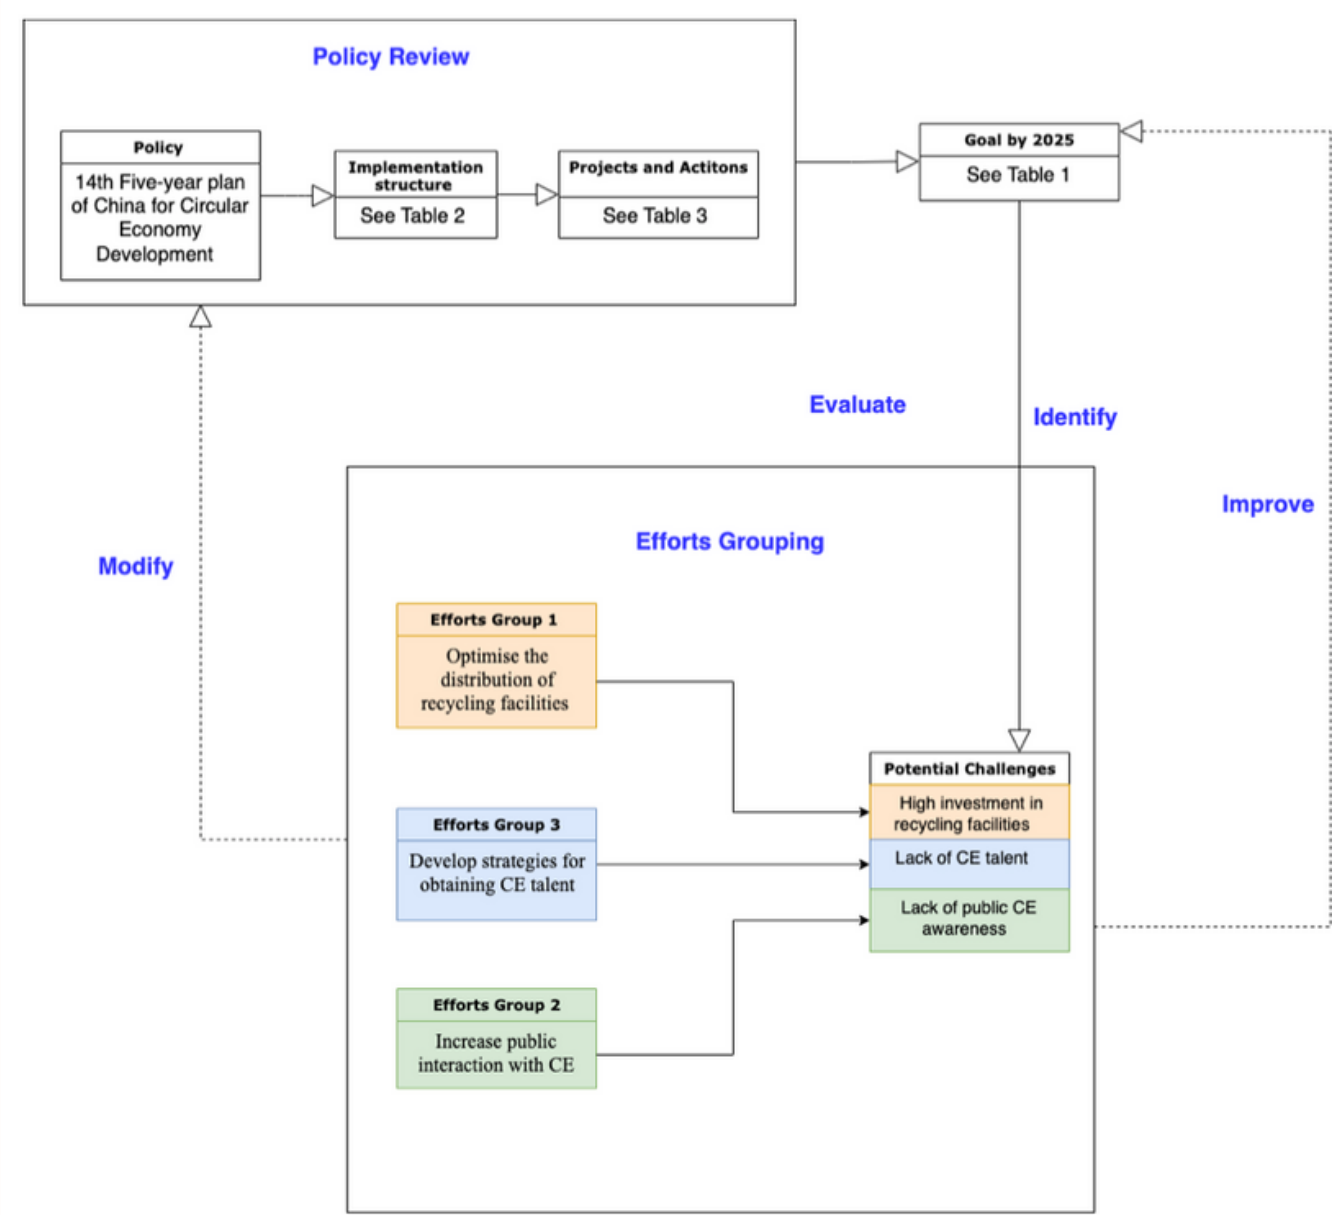 Policy Review
Policy
14th Five-year plan
of China for Circular
Economy
Development
Implementation
structure
See Table 2
Projects and Actitons
See Table 3
Goal by 2025
See Table 1
Evaluate
Identify
Improve
Modify
Efforts Grouping
Efforts Group 1
Optimise the
distribution of
recycling facilities
Efforts Group 3
Develop strategies for
obtaining CE talent
Efforts Group 2
Increase public
interaction with CE
Potential Challenges
High investment in
recycling facilities
Lack of CE talent
Lack of public CE
awareness